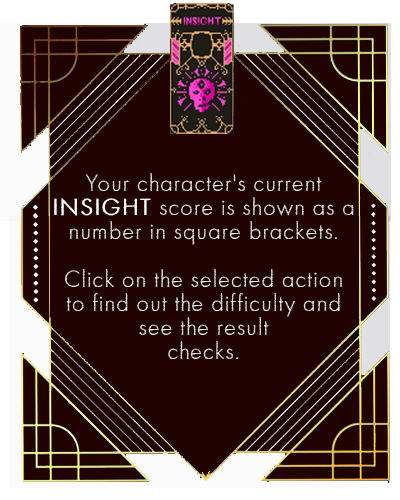 INSIGHT
Your character's current
INSIGHT score is shown as a
number in square brackets.
Click on the selected action
to find out the difficulty and
see the result
checks.